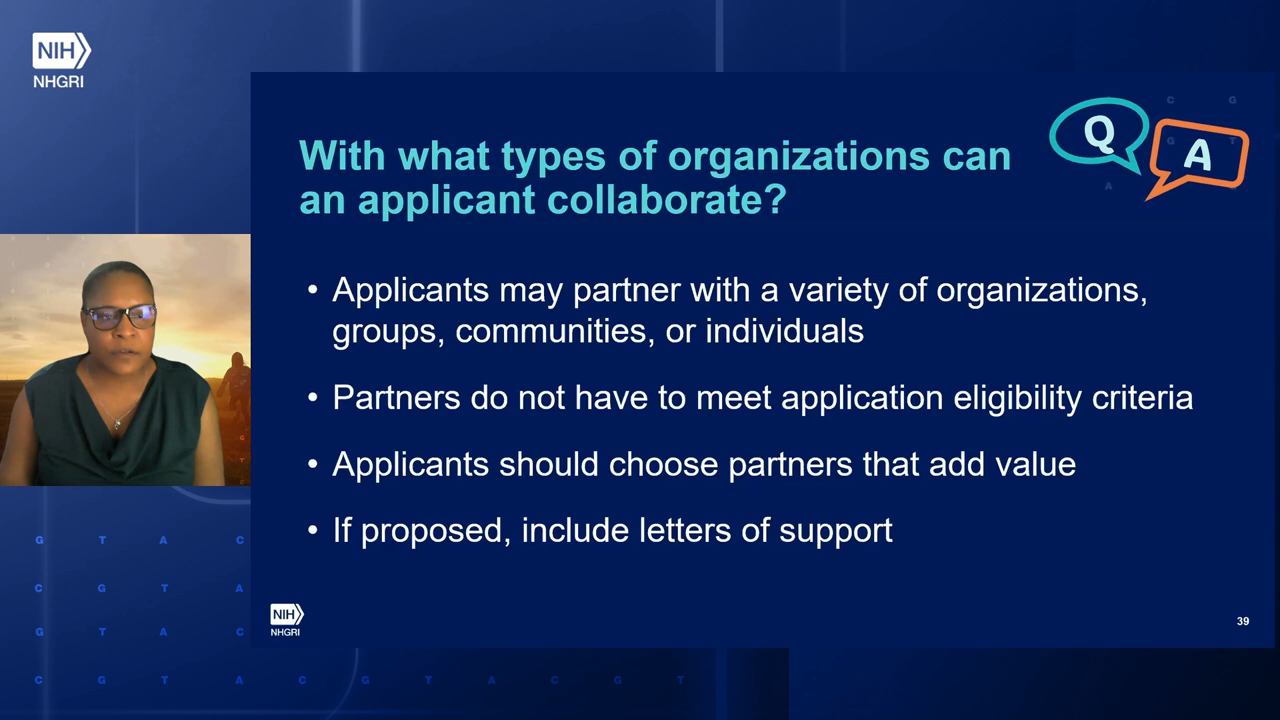 NIH
NHGRI
Q
A
With what types of organizations can
an applicant collaborate?
• Applicants may partner with a variety of organizations,
groups, communities, or individuals
• Partners do not have to meet application eligibility criteria
• Applicants should choose partners that add value
• If proposed, include letters of support
NIH
NHGRI
39
C G
G T
A
G T A C
C G T A
G T A C
C G T A C G T A C G T